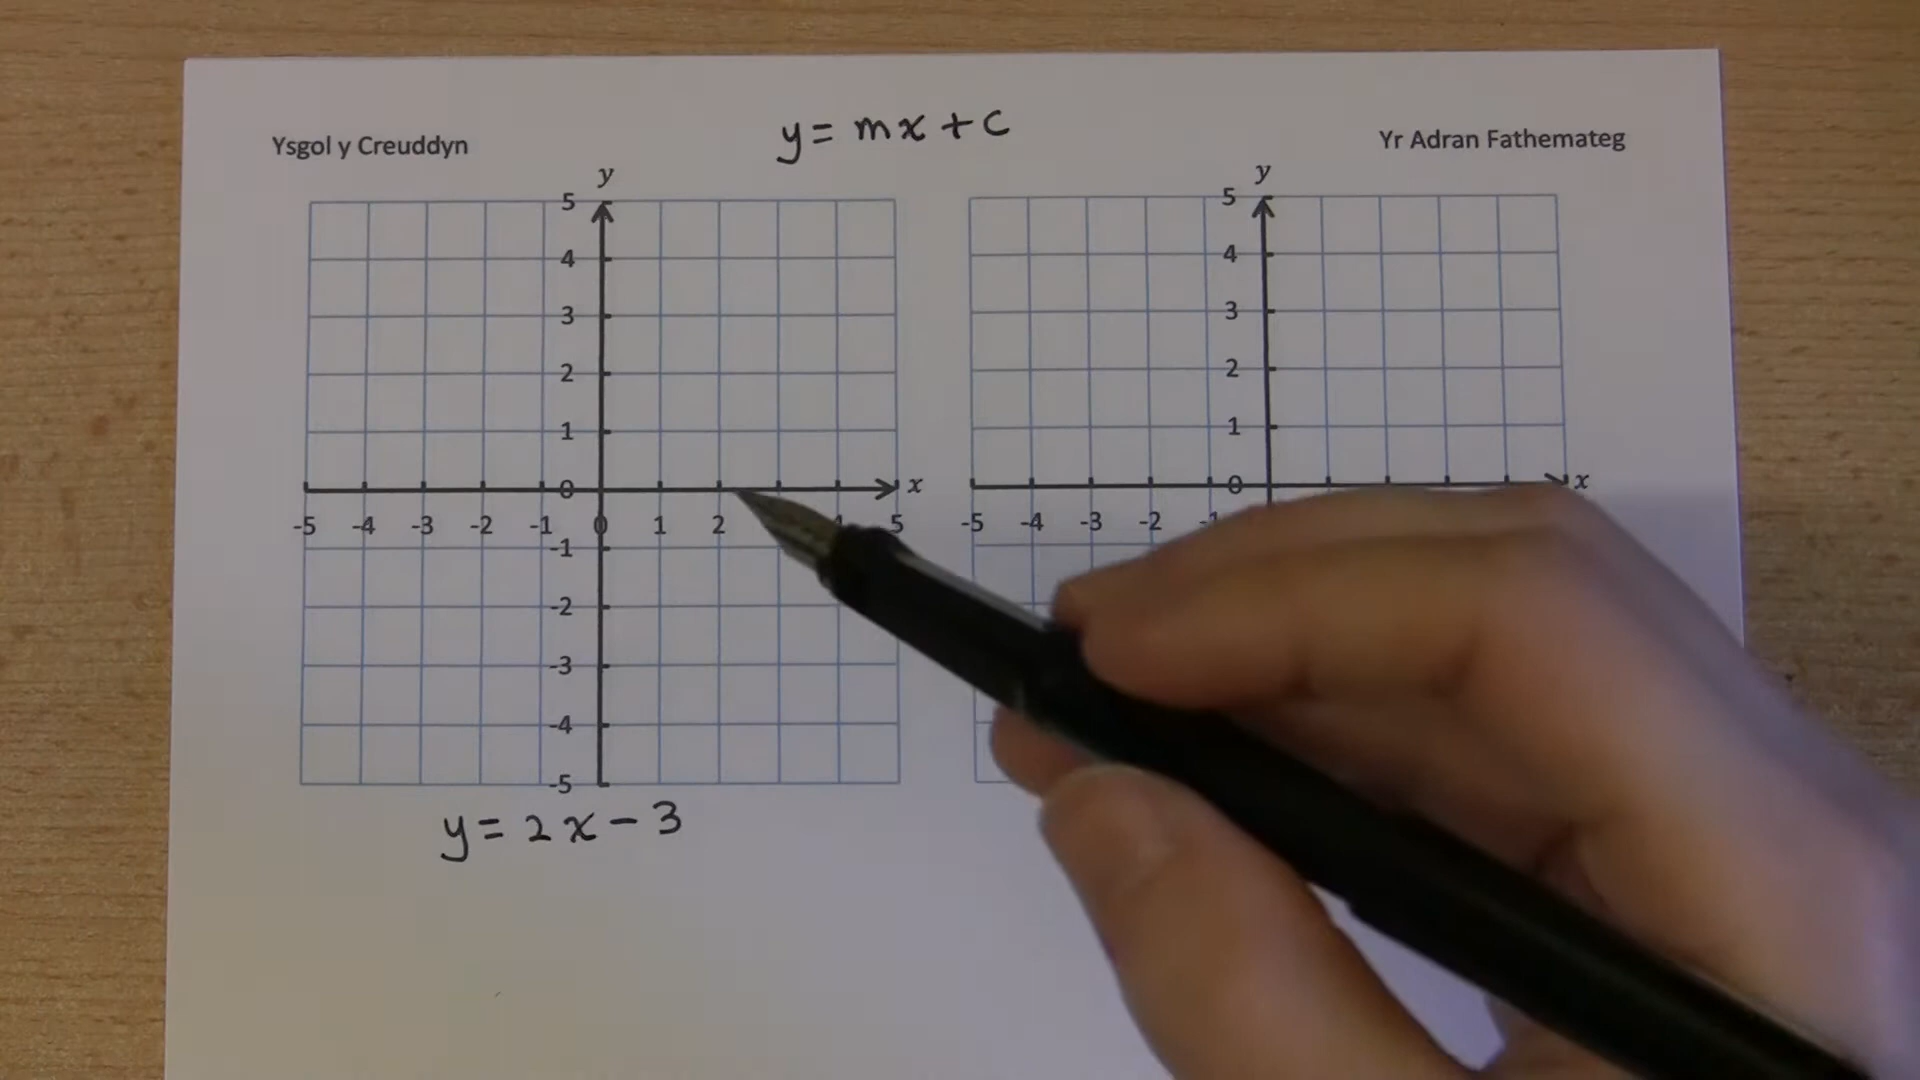 y = mx + c
Ysgol y Creuddyn
Yr Adran Fathemateg
y
5
4
3
2
1
0
-5 -4 -3 -2 -1 0 1 2 5
x
-1
-2
-3
-4
-5
y = 2x - 3
y
5
4
3
2
1
0
x
-5 -4 -3 -2